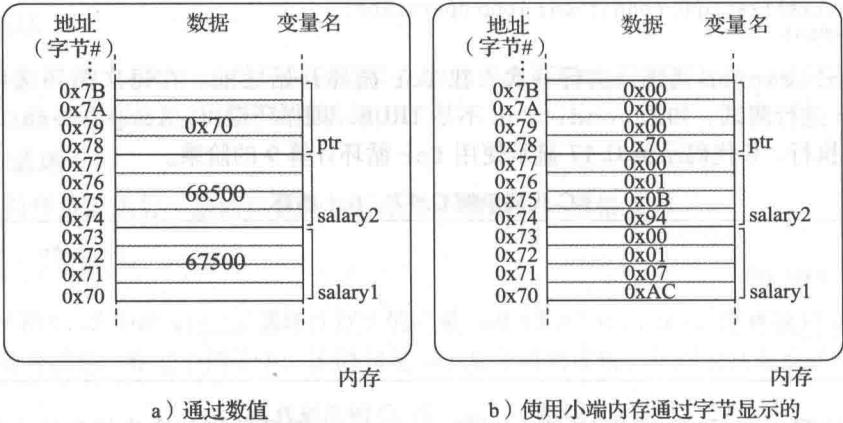 地址
（字节#）
数据
变量名
0x7B
0x7A
0x79
0x78
0x77
0x76
0x75
0x74
0x73
0x72
0x71
0x70
0x70
68500
67500
ptr
salary2
salary1
内存
a）通过数值
地址
（字节#）
数据
变量名
0x7B 0x00
0x7A 0x00
0x79 0x00
0x78 0x70 ptr
0x77 0x00
0x76 0x01
0x75 0x0B
0x74 0x94 salary2
0x73 0x00
0x72 0x01
0x71 0x07
0x70 0xAC salary1
内存
b）使用小端内存通过字节显示的